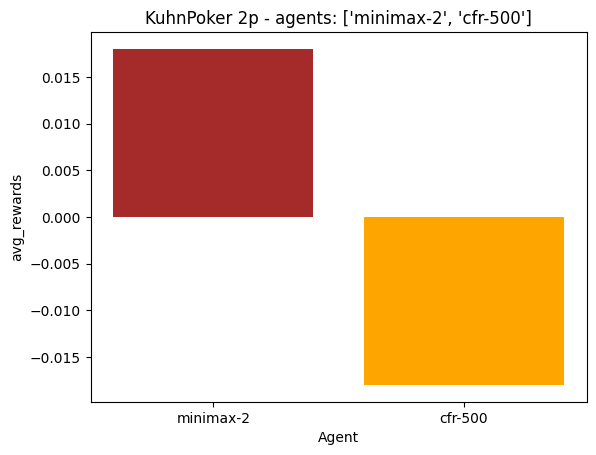 KuhnPoker 2p - agents: ['minimax-2', 'cfr-500']
avg_rewards
0.015
0.010
0.005
0.000
−0.005
−0.010
−0.015
minimax-2
cfr-500
Agent